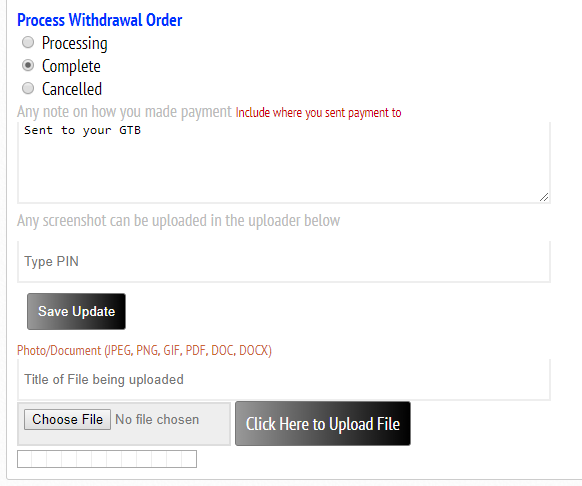 Process Withdrawal Order
Processing
Complete
Cancelled
Any note on how you made payment Include where you sent payment to
Sent to your GTB
Any screenshot can be uploaded in the uploader below
Type PIN
Save Update
Photo/Document (JPEG, PNG, GIF, PDF, DOC, DOCX)
Title of File being uploaded
Choose File No file chosen Click Here to Upload File